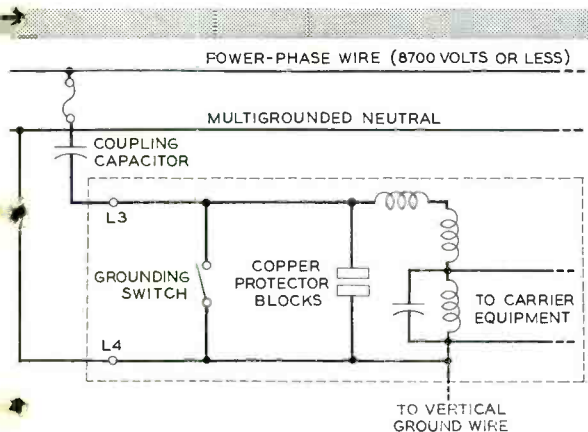 POWER-PHASE WIRE (8700 VOLTS OR LESS)
MULTIGROUNDED NEUTRAL
COUPLING
CAPACITOR
L3
GROUNDING
SWITCH
COPPER
PROTECTOR
BLOCKS
TO CARRIER
EQUIPMENT
L4
TO VERTICAL
GROUND WIRE